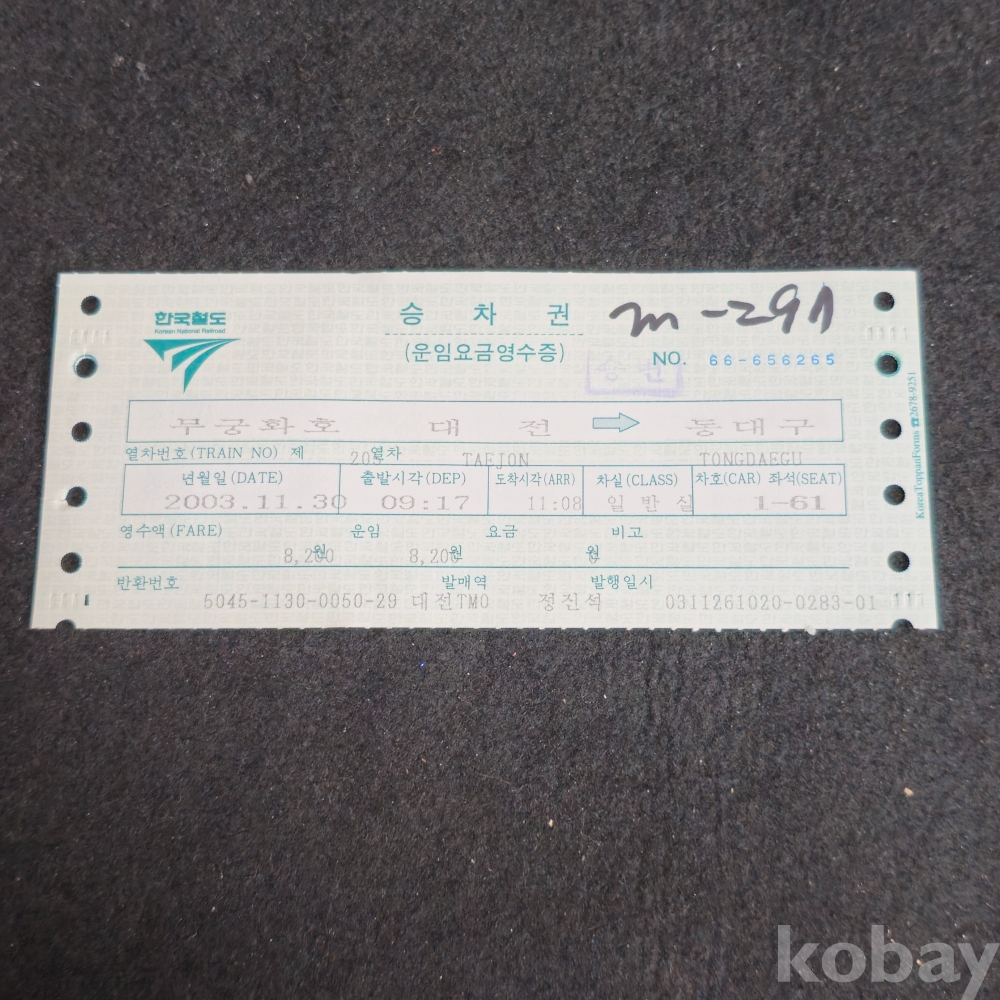 한국철도
Korean National Railroad
승 차 권
m-291
(운임요금영수증)
NO. 66-656265
무궁화호 대 전 동대구
열차번호(TRAIN NO) 제 열차 TAEJON TONGDAEGU
년월일(DATE) 출발시각(DEP) 도착시각(ARR) 차실(CLASS) 차호(CAR) 좌석(SEAT)
2003.11.30 09:17 11:08 일반실 1-61
영수액(FARE) 운임 요금 비고
8,200원 8,200원 0원
반환번호 발매역 발행일시
5045-1130-0050-29 대전TMO 정진석 0311261020-0283-01
KoreaToppanForms ☎2678-9251
kobay